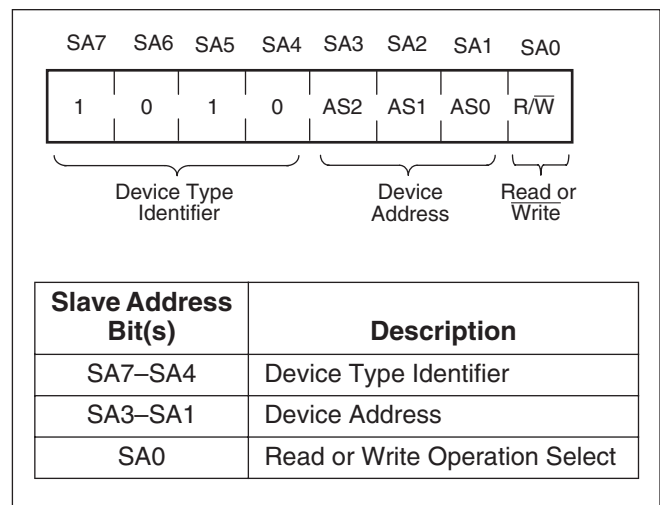 SA7 SA6 SA5 SA4 SA3 SA2 SA1 SA0
1 0 1 0 AS2 AS1 AS0 R/W̅
Device Type Device Read or
Identifier Address W̅r̅i̅t̅e̅
Slave Address
Bit(s) Description
SA7–SA4 Device Type Identifier
SA3–SA1 Device Address
SA0 Read or Write Operation Select